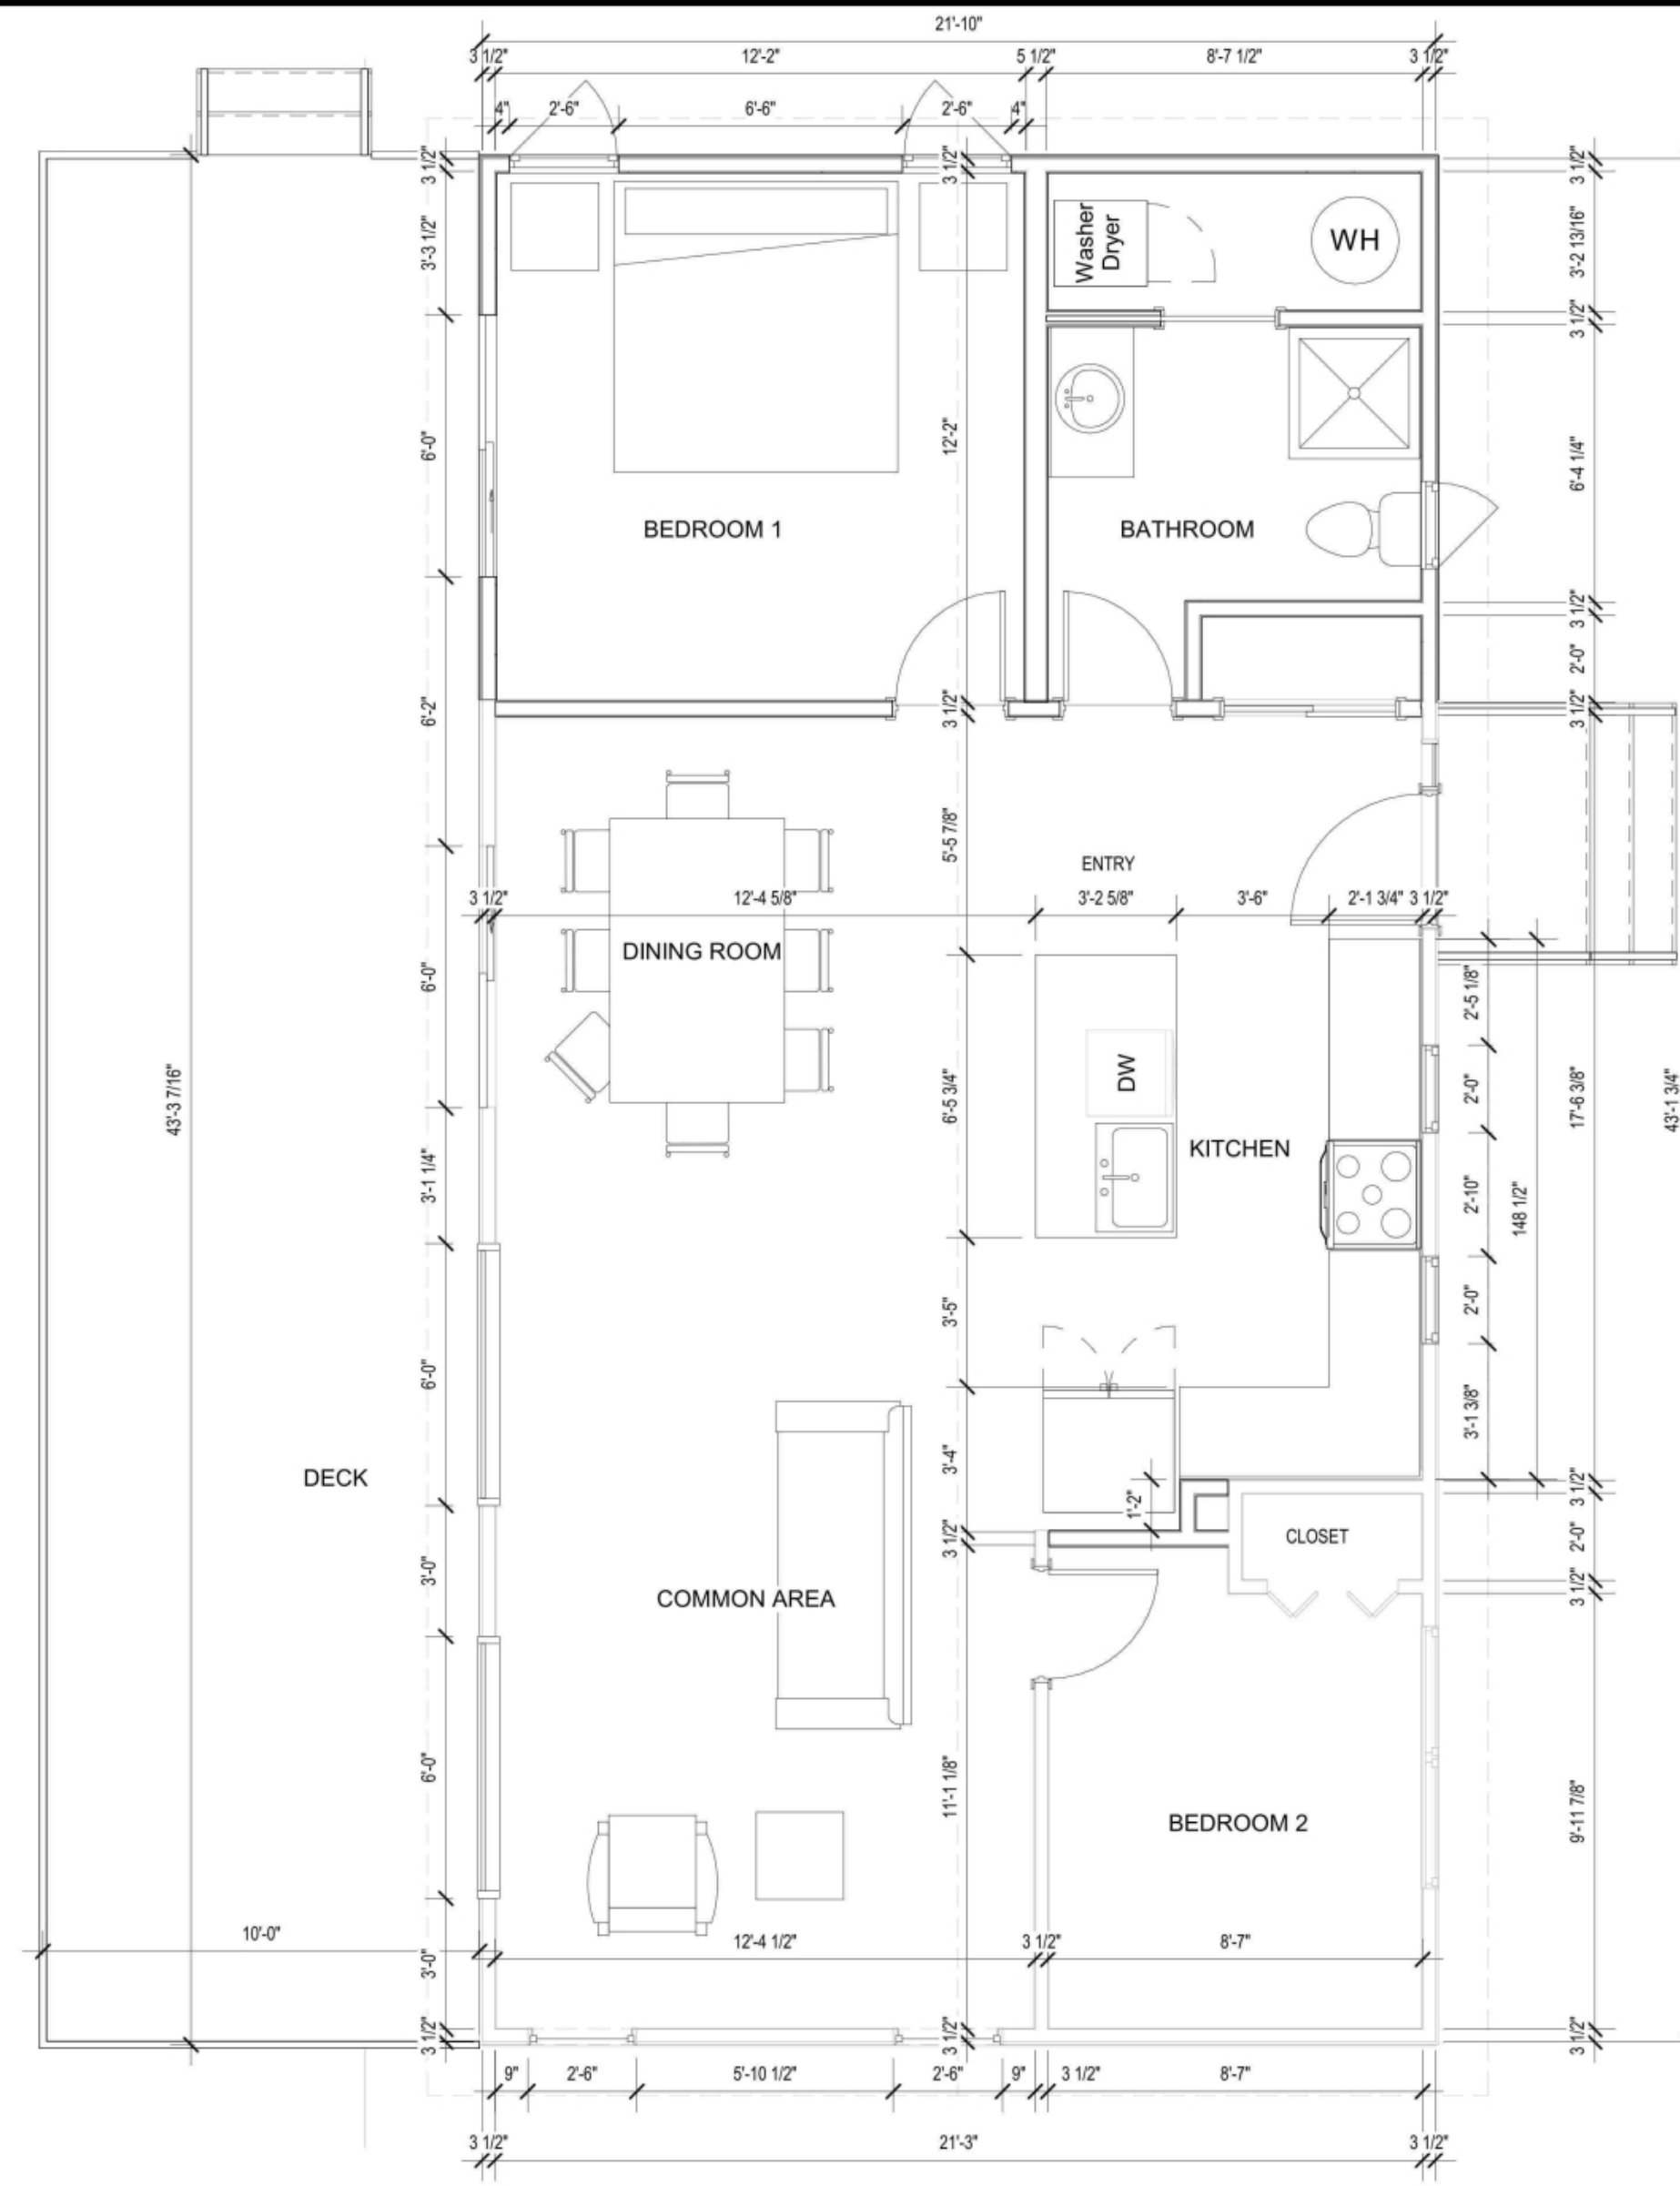 21'-10"
3 1/2" 12'-2" 5 1/2" 8'-7 1/2" 3 1/2"
4" 2'-6" 6'-6" 2'-6" 4"
3 1/2"
3'-3 1/2"
6'-0"
6'-2"
6'-0"
3'-1 1/4"
6'-0"
3'-0"
6'-0"
3'-0"
3 1/2"
43'-3 7/16"
DECK
10'-0"
BEDROOM 1
3 1/2"
12'-2"
3 1/2"
5'-5 7/8"
6'-5 3/4"
3'-5"
3'-4"
3 1/2"
11'-1 1/8"
3 1/2"
Washer
Dryer
WH
BATHROOM
ENTRY
3 1/2" 12'-4 5/8" 3'-2 5/8" 3'-6" 2'-1 3/4" 3 1/2"
DINING ROOM
DW
KITCHEN
1'-2"
CLOSET
COMMON AREA
BEDROOM 2
12'-4 1/2" 3 1/2" 8'-7"
3 1/2"
3'-2 13/16"
3 1/2"
6'-4 1/4"
3 1/2"
2'-0"
3 1/2"
17'-6 3/8"
3 1/2"
2'-0"
3 1/2"
9'-11 7/8"
3 1/2"
2'-5 1/8"
2'-0"
2'-10"
2'-0"
3'-1 3/8"
148 1/2"
43'-1 3/4"
9" 2'-6" 5'-10 1/2" 2'-6" 9" 3 1/2" 8'-7"
3 1/2" 21'-3" 3 1/2"